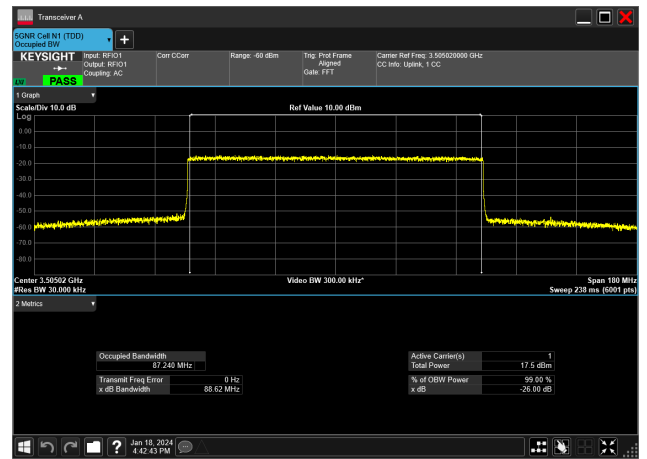 Transceiver A
5GNR Cell N1 (TDD)
Occupied BW
KEYSIGHT
LW PASS
Input: RFIO1
Output: RFIO1
Coupling: AC
Corr CCorr
Range: -60 dBm
Trig: Prot Frame
Aligned
Gate: FFT
Carrier Ref Freq: 3.505020000 GHz
CC Info: Uplink, 1 CC
1 Graph
Scale/Div 10.0 dB
Ref Value 10.00 dBm
Log
0.00
-10.0
-20.0
-30.0
-40.0
-50.0
-60.0
-70.0
-80.0
Center 3.50502 GHz
Video BW 300.00 kHz*
Span 180 MHz
#Res BW 30.000 kHz
Sweep 238 ms (6001 pts)
2 Metrics
Occupied Bandwidth
87.240 MHz
Transmit Freq Error 0 Hz
x dB Bandwidth 88.62 MHz
Active Carrier(s) 1
Total Power 17.5 dBm
% of OBW Power 99.00 %
x dB -26.00 dB
Jan 18, 2024
4:42:43 PM